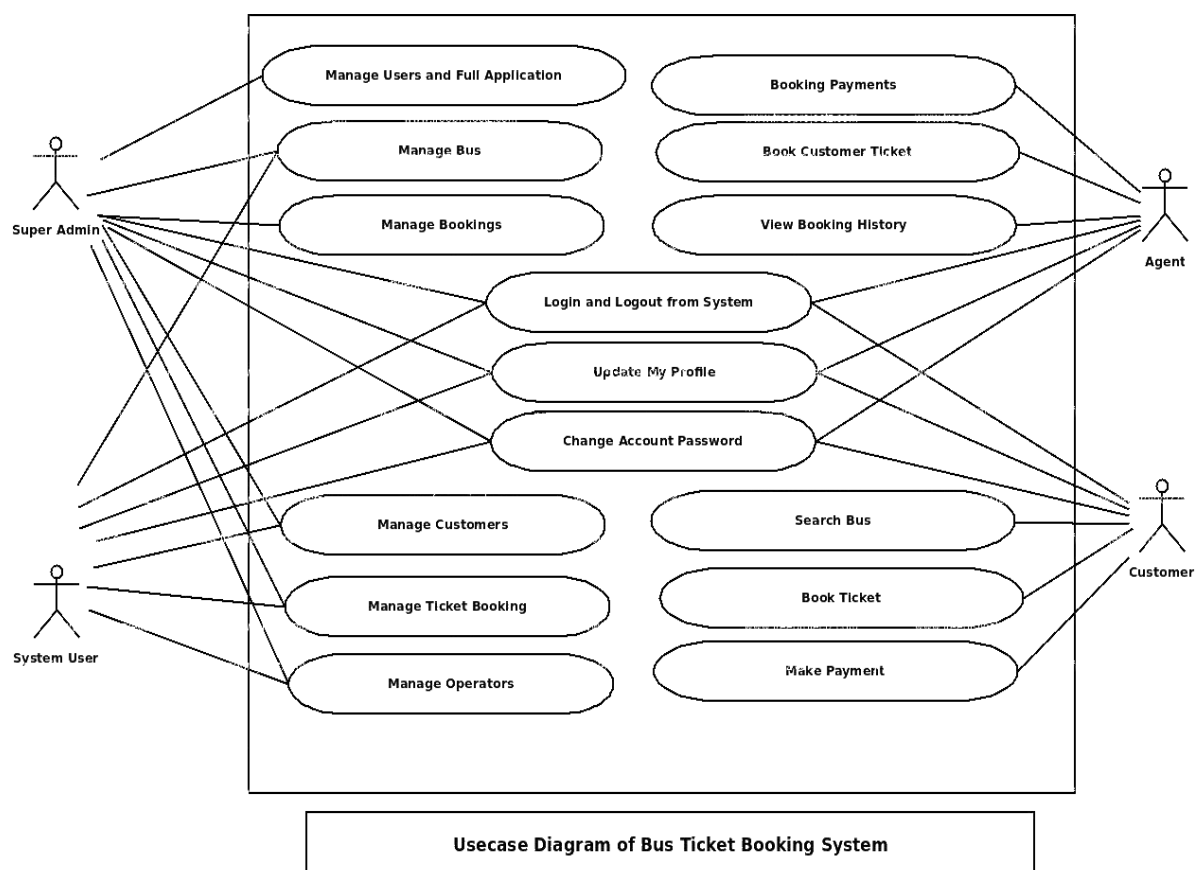 Manage Users and Full Application
Booking Payments
Manage Bus
Book Customer Ticket
Super Admin
Manage Bookings
View Booking History
Agent
Login and Logout from System
Update My Profile
Change Account Password
Manage Customers
Search Bus
Customer
Manage Ticket Booking
Book Ticket
System User
Manage Operators
Make Payment
Usecase Diagram of Bus Ticket Booking System